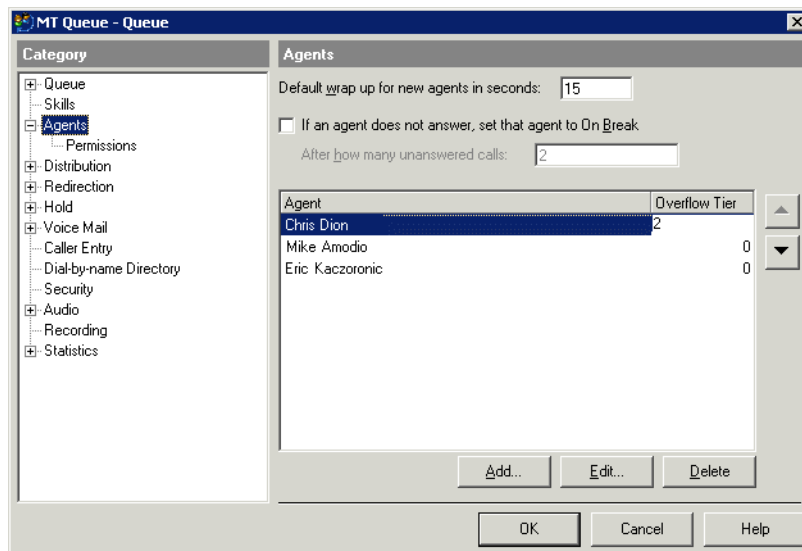 MT Queue - Queue
Category
Queue
Skills
Agents
Permissions
Distribution
Redirection
Hold
Voice Mail
Caller Entry
Dial-by-name Directory
Security
Audio
Recording
Statistics
Agents
Default wrap up for new agents in seconds: 15
If an agent does not answer, set that agent to On Break
After how many unanswered calls: 2
Agent Overflow Tier
Chris Dion 2
Mike Amodio 0
Eric Kaczoronic 0
Add... Edit... Delete
OK Cancel Help